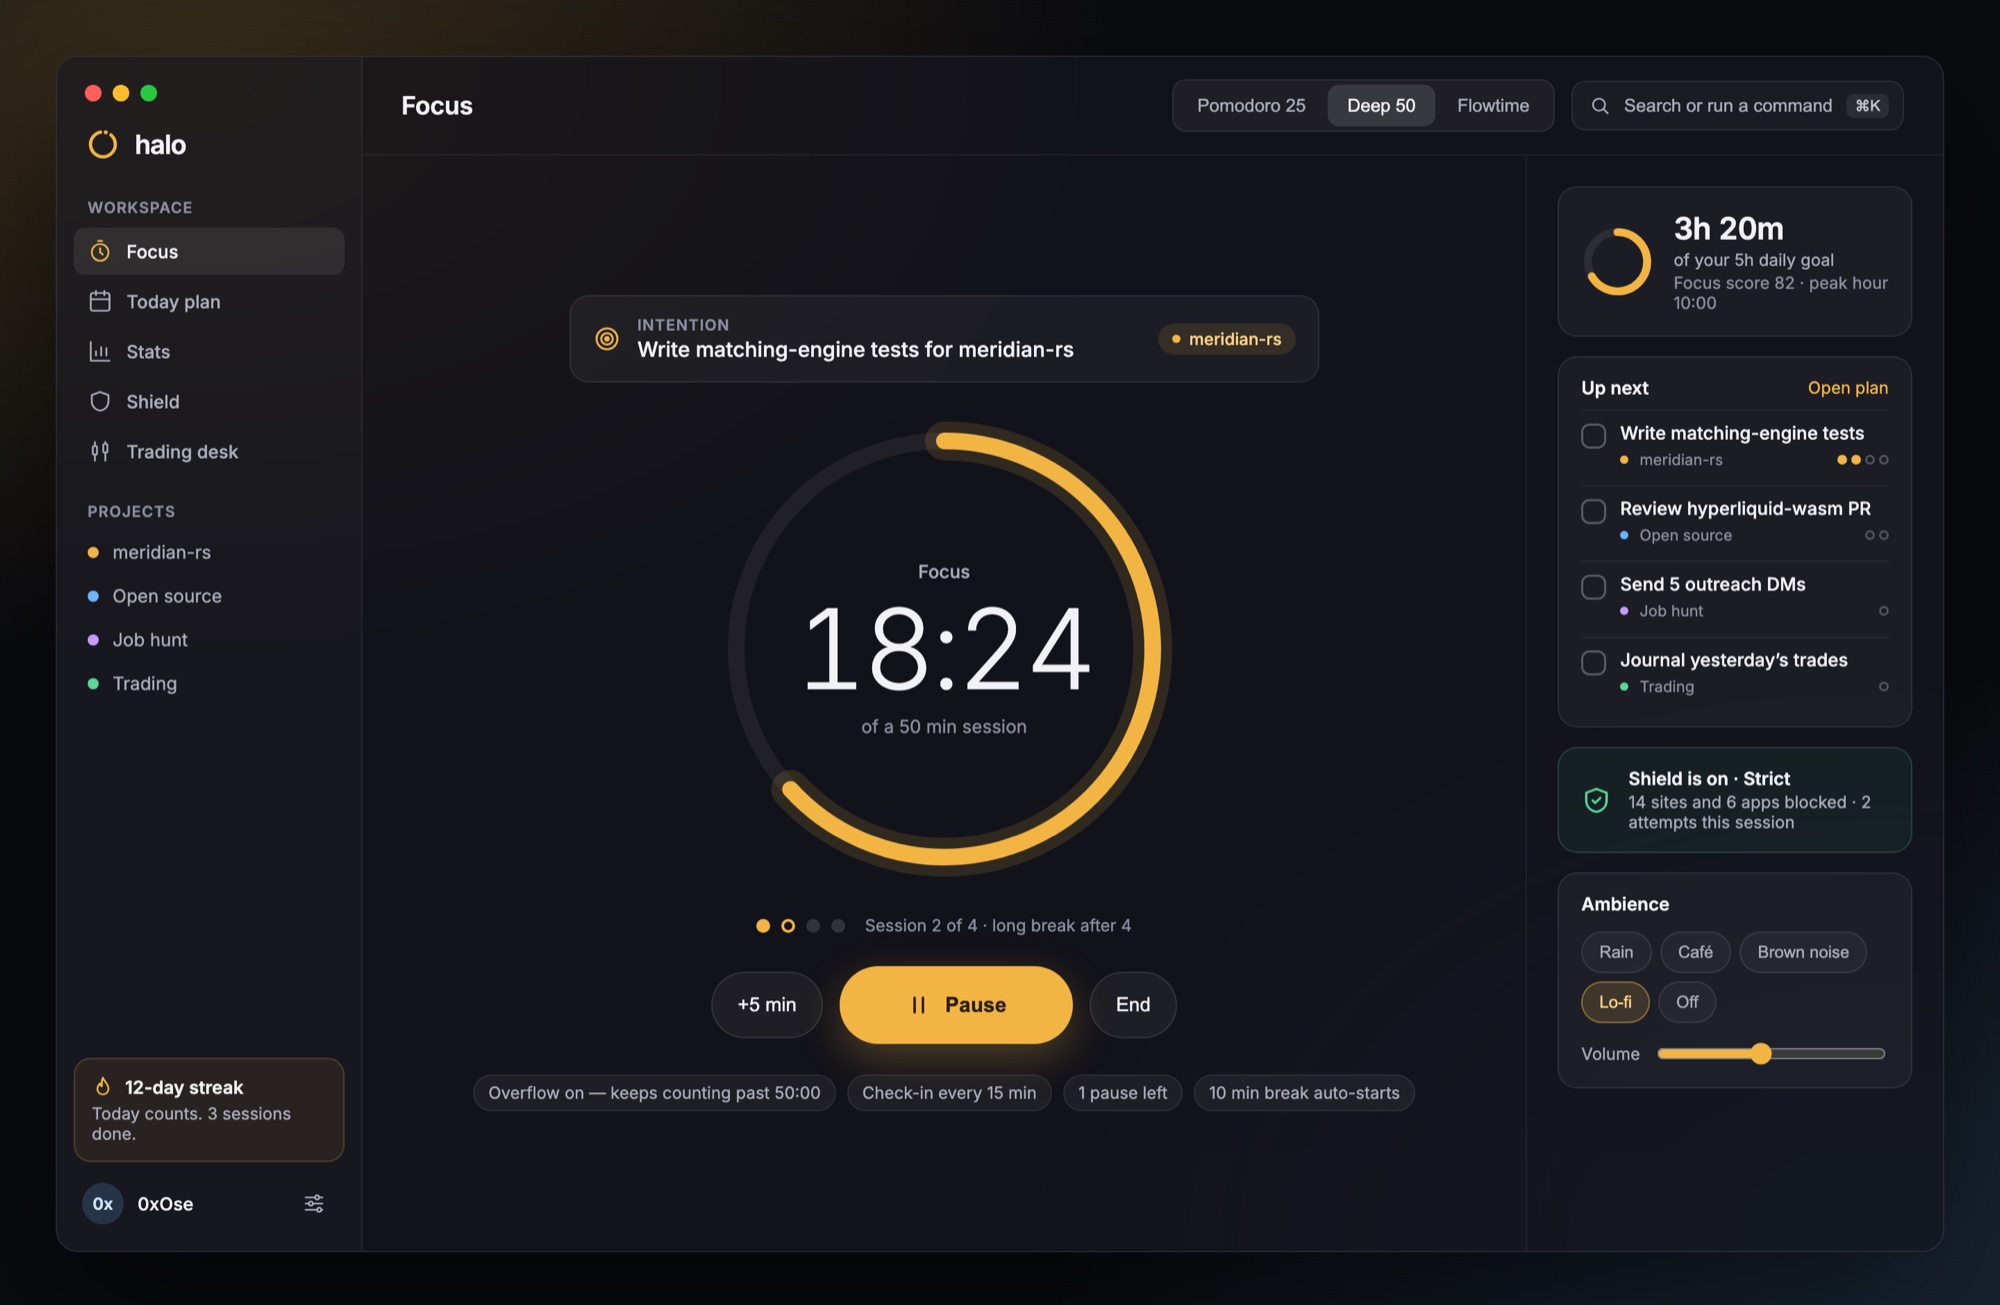 halo
WORKSPACE
Focus
Today plan
Stats
Shield
Trading desk
PROJECTS
meridian-rs
Open source
Job hunt
Trading
12-day streak
Today counts. 3 sessions
done.
0x 0xOse
Focus
Pomodoro 25 Deep 50 Flowtime
Search or run a command ⌘K
INTENTION
Write matching-engine tests for meridian-rs
meridian-rs
Focus
18:24
of a 50 min session
Session 2 of 4 · long break after 4
+5 min Pause End
Overflow on — keeps counting past 50:00 Check-in every 15 min 1 pause left 10 min break auto-starts
3h 20m
of your 5h daily goal
Focus score 82 · peak hour
10:00
Up next Open plan
Write matching-engine tests
meridian-rs
Review hyperliquid-wasm PR
Open source
Send 5 outreach DMs
Job hunt
Journal yesterday’s trades
Trading
Shield is on · Strict
14 sites and 6 apps blocked · 2
attempts this session
Ambience
Rain Café Brown noise
Lo-fi Off
Volume